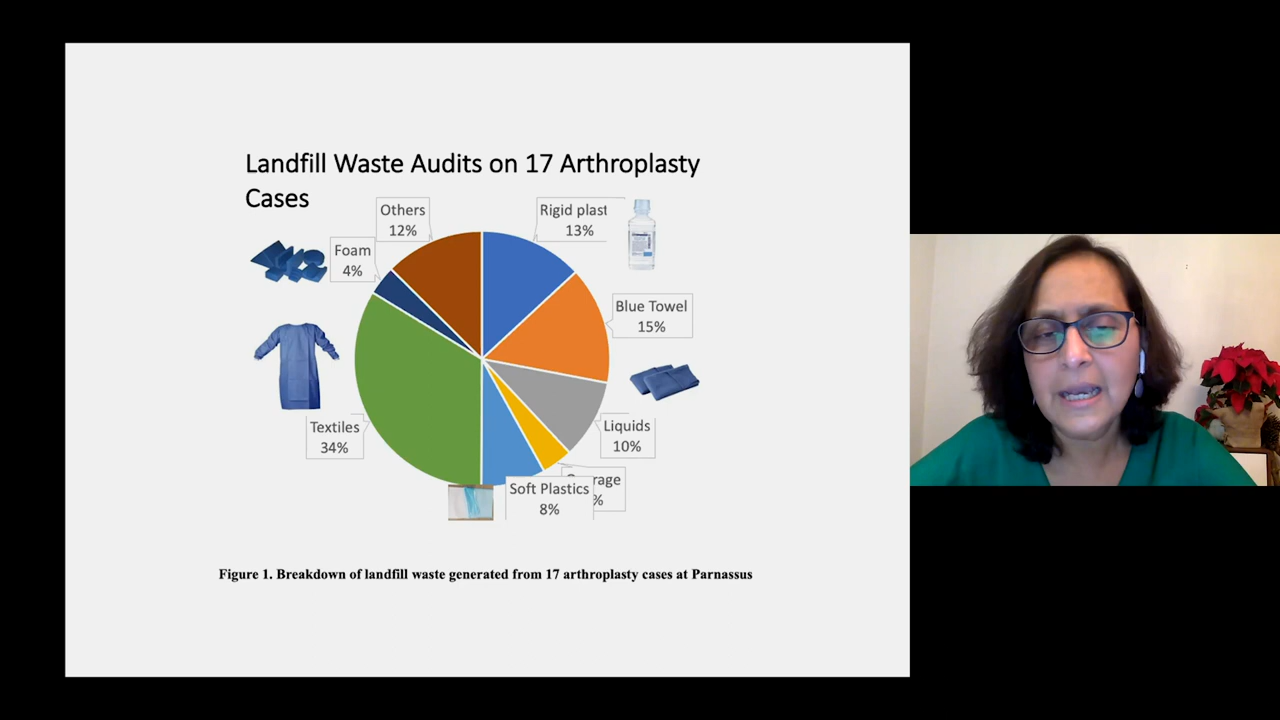 Landfill Waste Audits on 17 Arthroplasty
Cases
Others
12%
Rigid plast
13%
Foam
4%
Blue Towel
15%
Textiles
34%
Liquids
10%
rage
%
Soft Plastics
8%
Figure 1. Breakdown of landfill waste generated from 17 arthroplasty cases at Parnassus